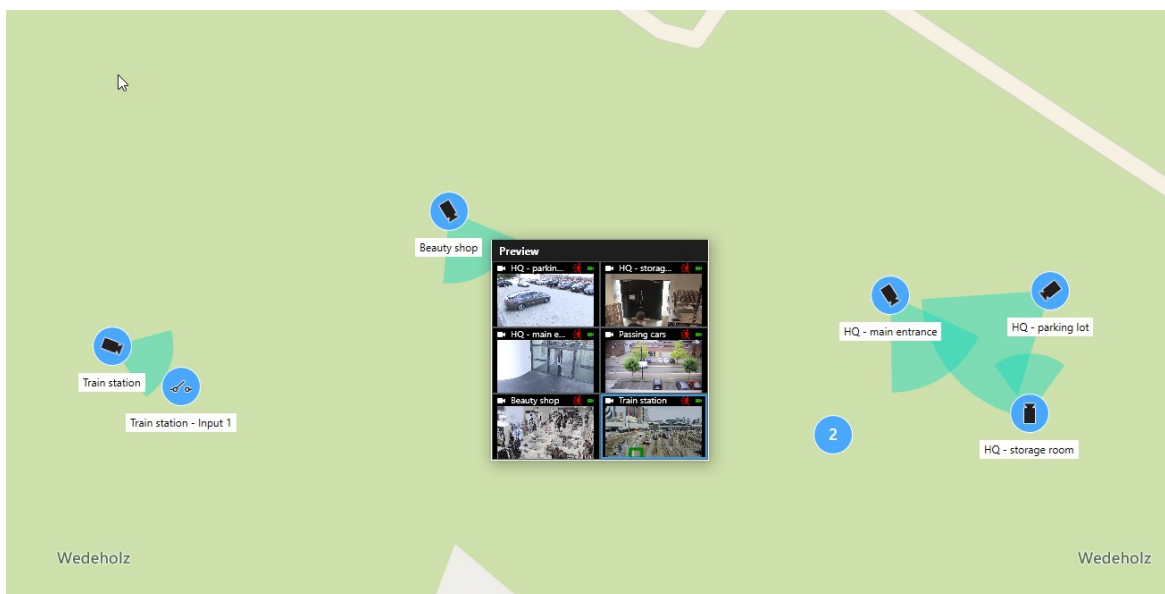 Beauty shop
Preview
HQ - parkin...
HQ - storag...
HQ - main e...
Passing cars
Beauty shop
Train station
HQ - main entrance
HQ - parking lot
Train station
Train station - Input 1
2
HQ - storage room
Wedeholz
Wedeholz